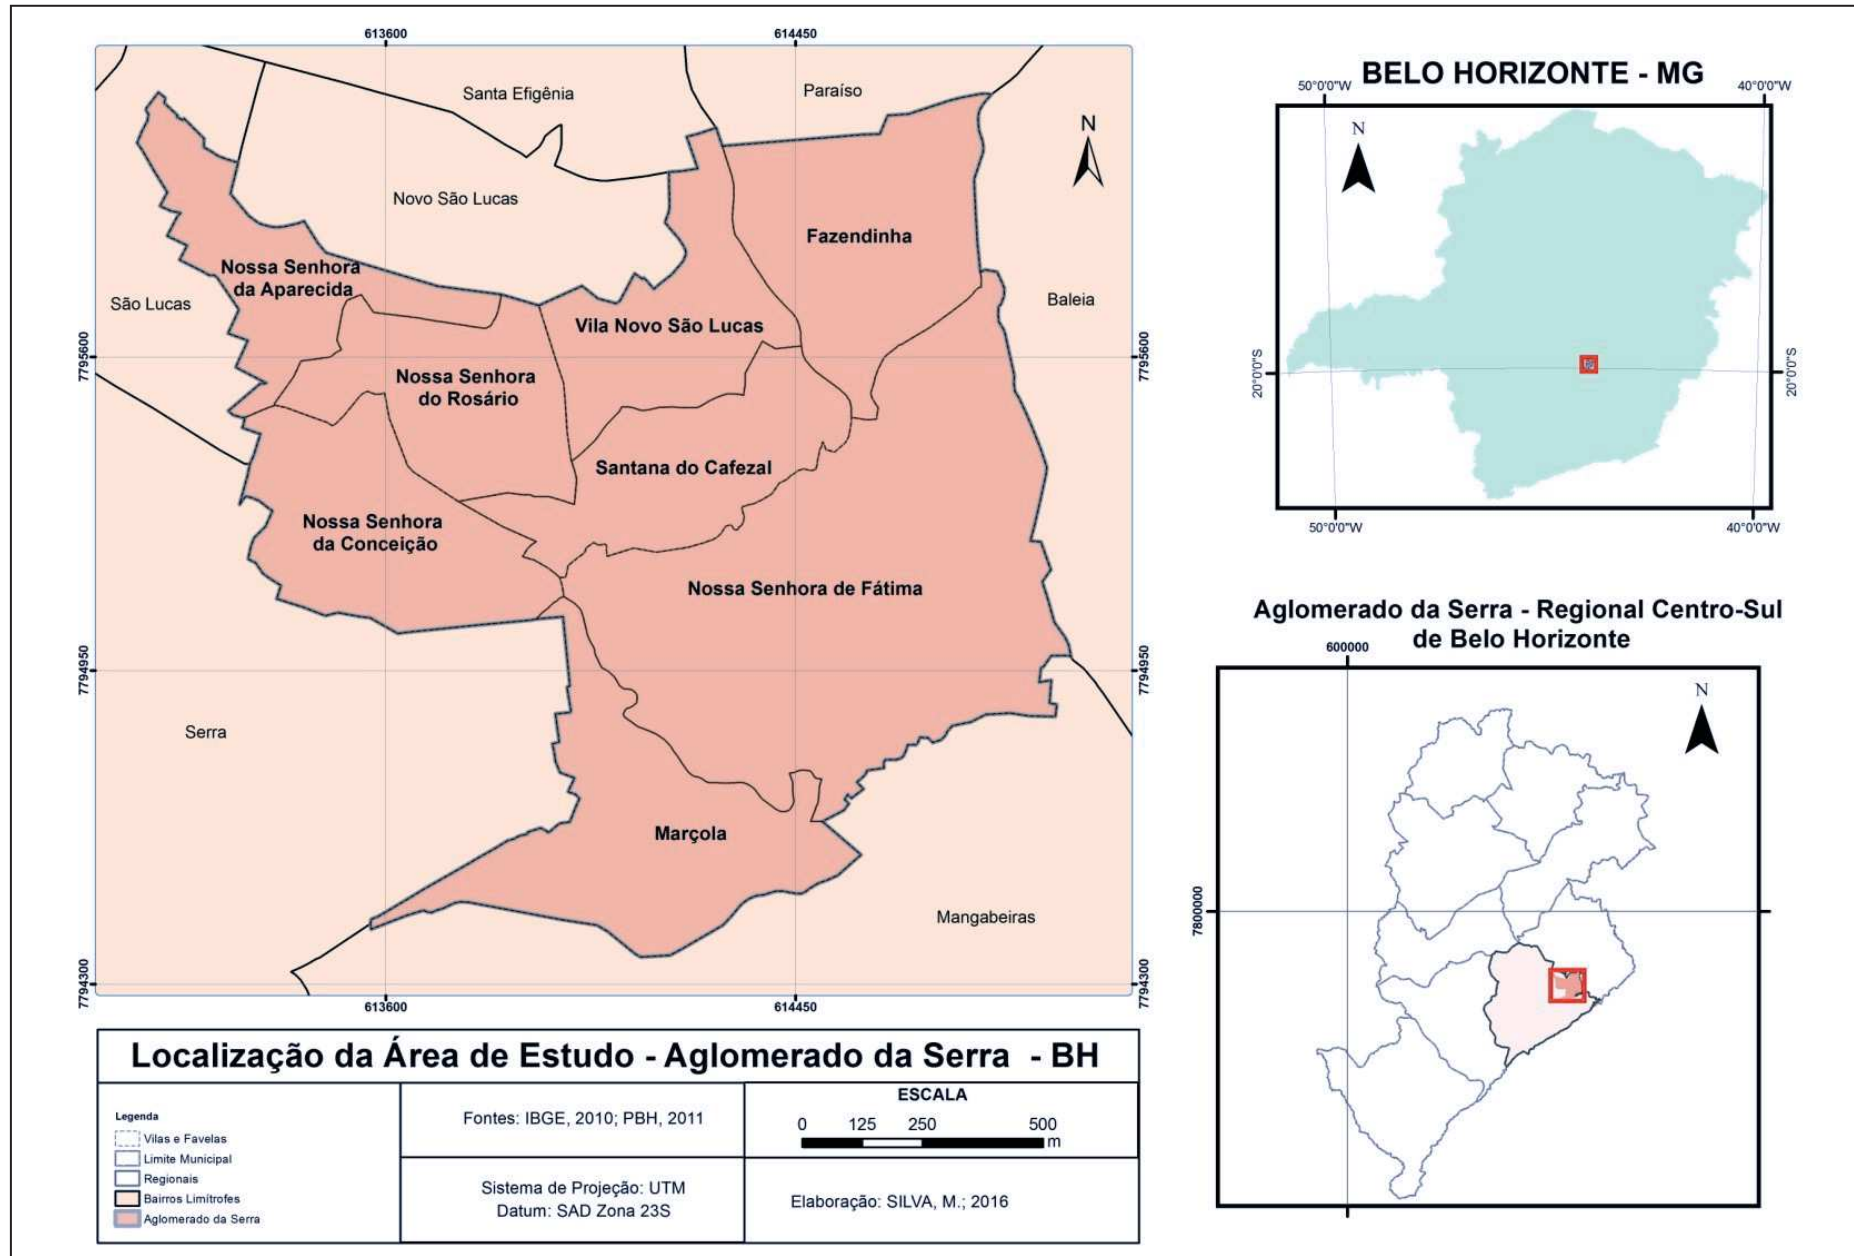 613600
614450
Santa Efigênia
Paraíso
N
Novo São Lucas
Fazendinha
Nossa Senhora
da Aparecida
São Lucas
Baleia
Vila Novo São Lucas
7795600
7795600
Nossa Senhora
do Rosário
Santana do Cafezal
Nossa Senhora
da Conceição
Nossa Senhora de Fátima
7794950
7794950
Serra
Marçola
Mangabeiras
7794300
7794300
613600
614450
BELO HORIZONTE - MG
50°0'0"W
40°0'0"W
N
20°0'0"S
20°0'0"S
50°0'0"W
40°0'0"W
Aglomerado da Serra - Regional Centro-Sul
de Belo Horizonte
600000
N
7800000
Localização da Área de Estudo - Aglomerado da Serra - BH
Legenda
Vilas e Favelas
Limite Municipal
Regionais
Bairros Limítrofes
Aglomerado da Serra
Fontes: IBGE, 2010; PBH, 2011
ESCALA
0 125 250 500
m
Sistema de Projeção: UTM
Datum: SAD Zona 23S
Elaboração: SILVA, M.; 2016